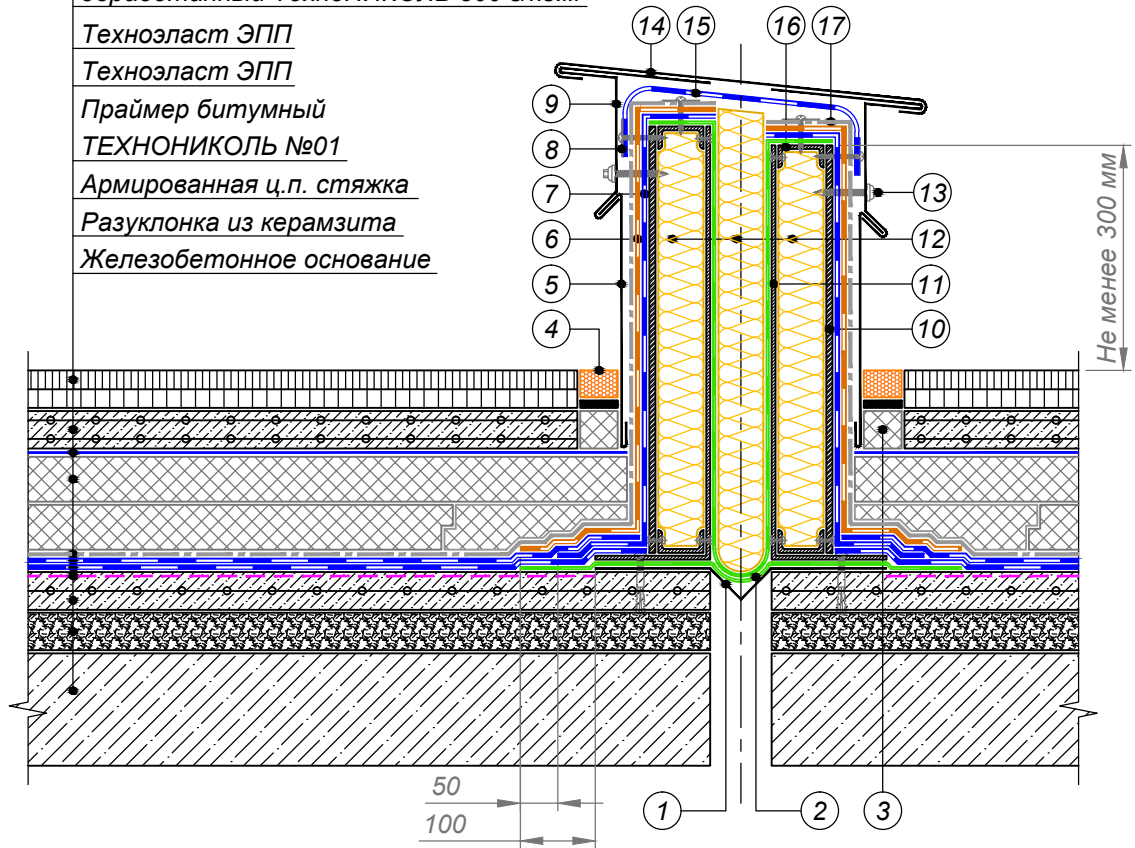 Техноэласт ЭПП
Техноэласт ЭПП
Праймер битумный
ТЕХНОНИКОЛЬ №01
Армированная ц.п. стяжка
Разуклонка из керамзита
Железобетонное основание
14
15
16
17
9
8
7
6
5
4
13
12
11
10
Не менее 300 мм
50
100
1
2
3